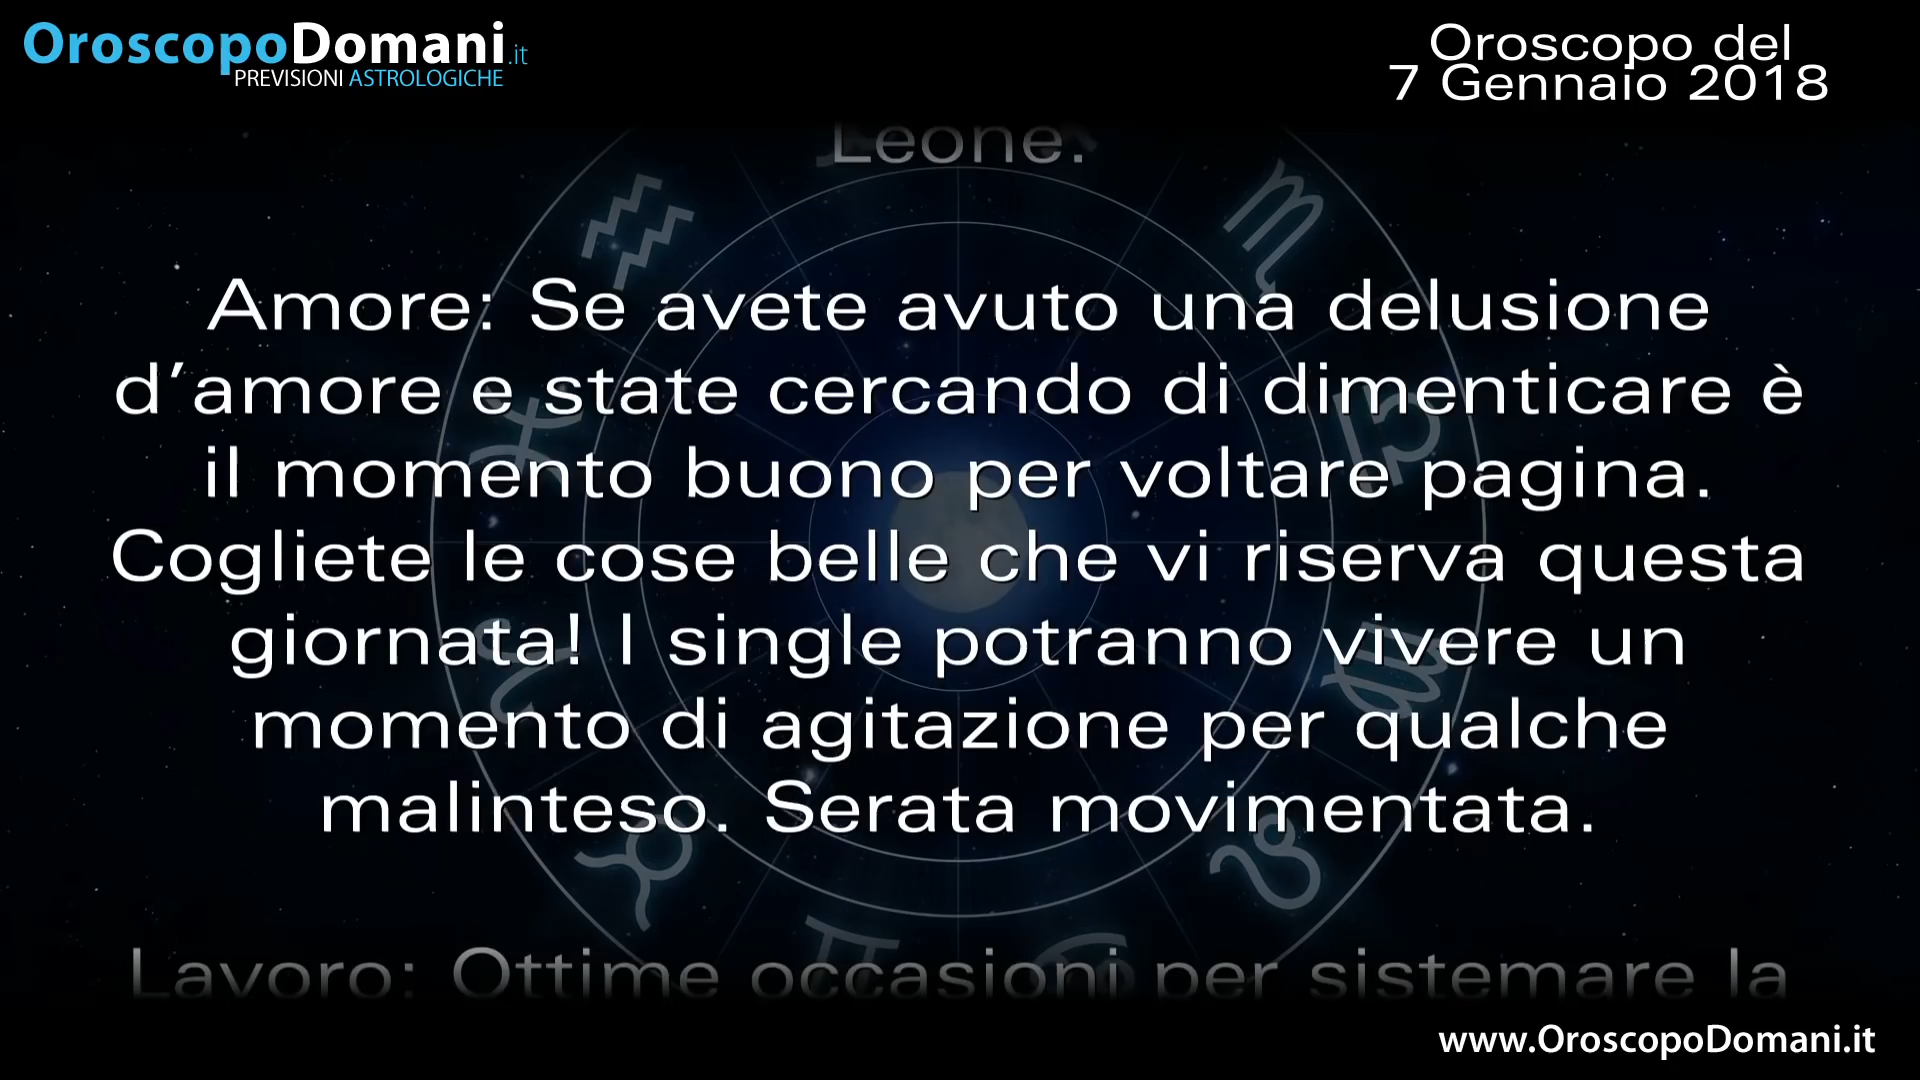 OroscopoDomani.it
PREVISIONI ASTROLOGICHE
Oroscopo del
7 Gennaio 2018
Leone.
Amore: Se avete avuto una delusione
d’amore e state cercando di dimenticare è
il momento buono per voltare pagina.
Cogliete le cose belle che vi riserva questa
giornata! I single potranno vivere un
momento di agitazione per qualche
malinteso. Serata movimentata.
Lavoro: Ottime occasioni per sistemare la
www.OroscopoDomani.it